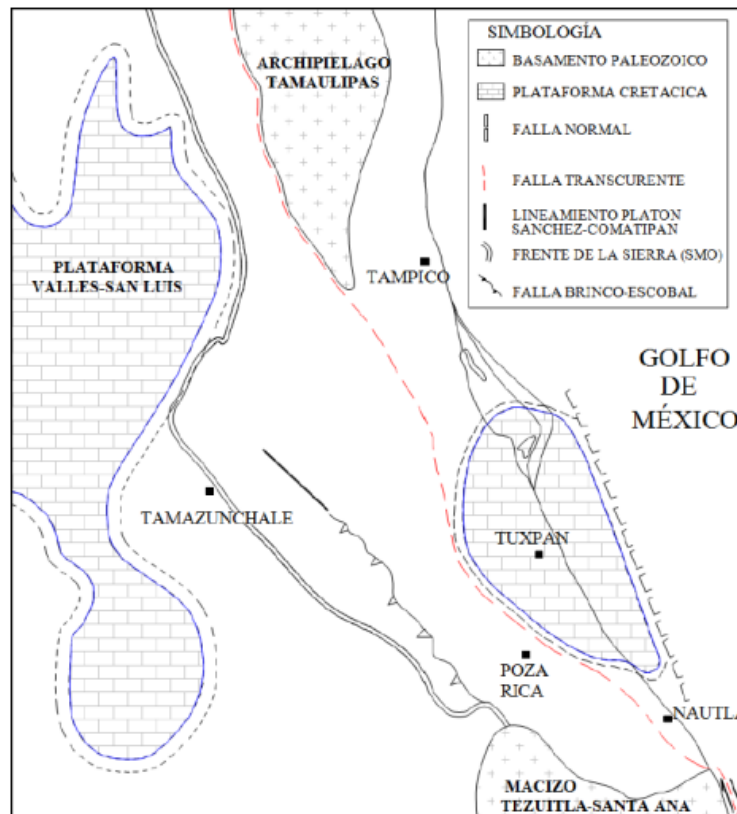 SIMBOLOGÍA
BASAMENTO PALEOZOICO
PLATAFORMA CRETACICA
FALLA NORMAL
FALLA TRANSCURENTE
LINEAMIENTO PLATON
SANCHEZ-COMATIPAN
FRENTE DE LA SIERRA (SMO)
FALLA BRINCO-ESCOBAL
ARCHIPIELAGO
TAMAULIPAS
PLATAFORMA
VALLES-SAN LUIS
TAMPICO
GOLFO
DE
MÉXICO
TAMAZUNCHALE
TUXPAN
POZA
RICA
NAUTLA
MACIZO
TEZUITLA-SANTA ANA